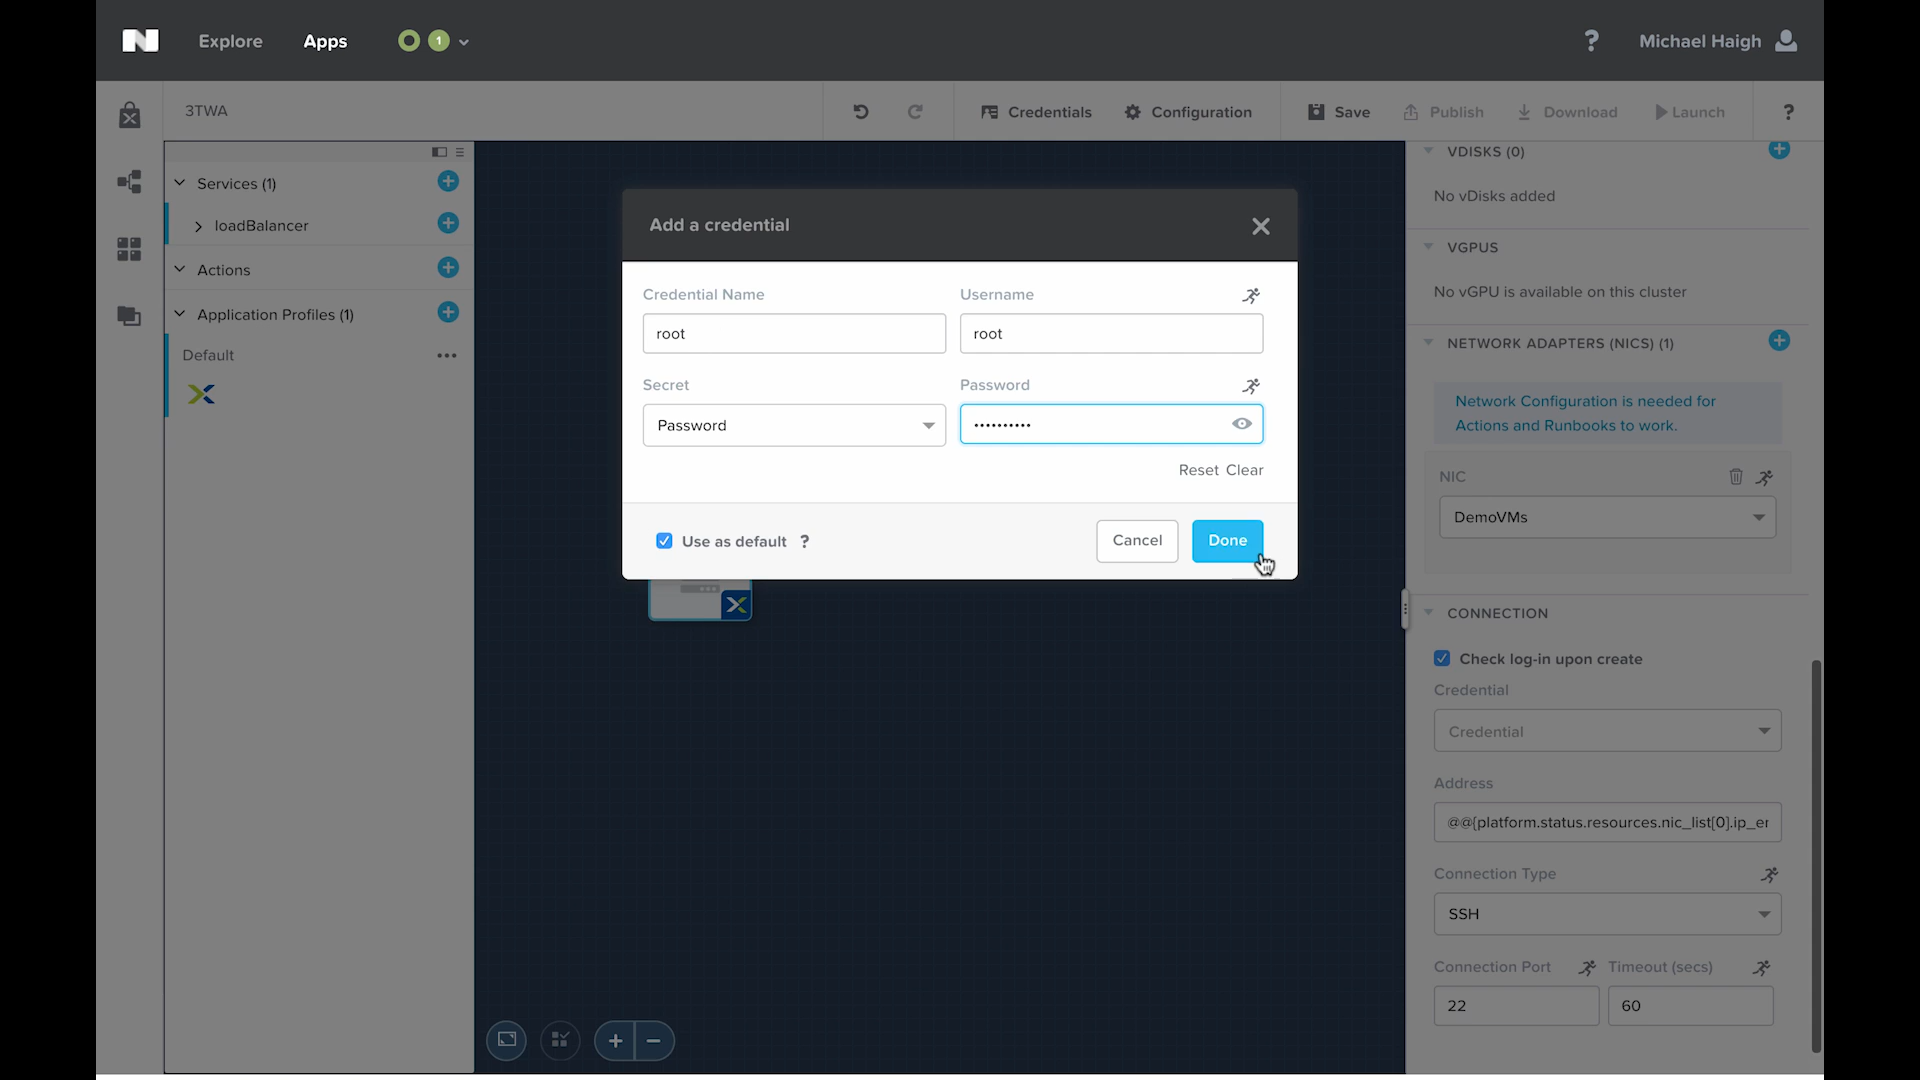 Explore
Apps
1
?
Michael Haigh
3TWA
Credentials
Configuration
Save
Publish
Download
Launch
?
Services (1)
loadBalancer
Actions
Application Profiles (1)
Default
Add a credential
Credential Name
Username
root
root
Secret
Password
Password
••••••••••
Reset Clear
Use as default ?
Cancel
Done
VDISKS (0)
No vDisks added
VGPUS
No vGPU is available on this cluster
NETWORK ADAPTERS (NICS) (1)
Network Configuration is needed for
Actions and Runbooks to work.
NIC
DemoVMs
CONNECTION
Check log-in upon create
Credential
Credential
Address
@@{platform.status.resources.nic_list[0].ip_er
Connection Type
SSH
Connection Port
Timeout (secs)
22
60